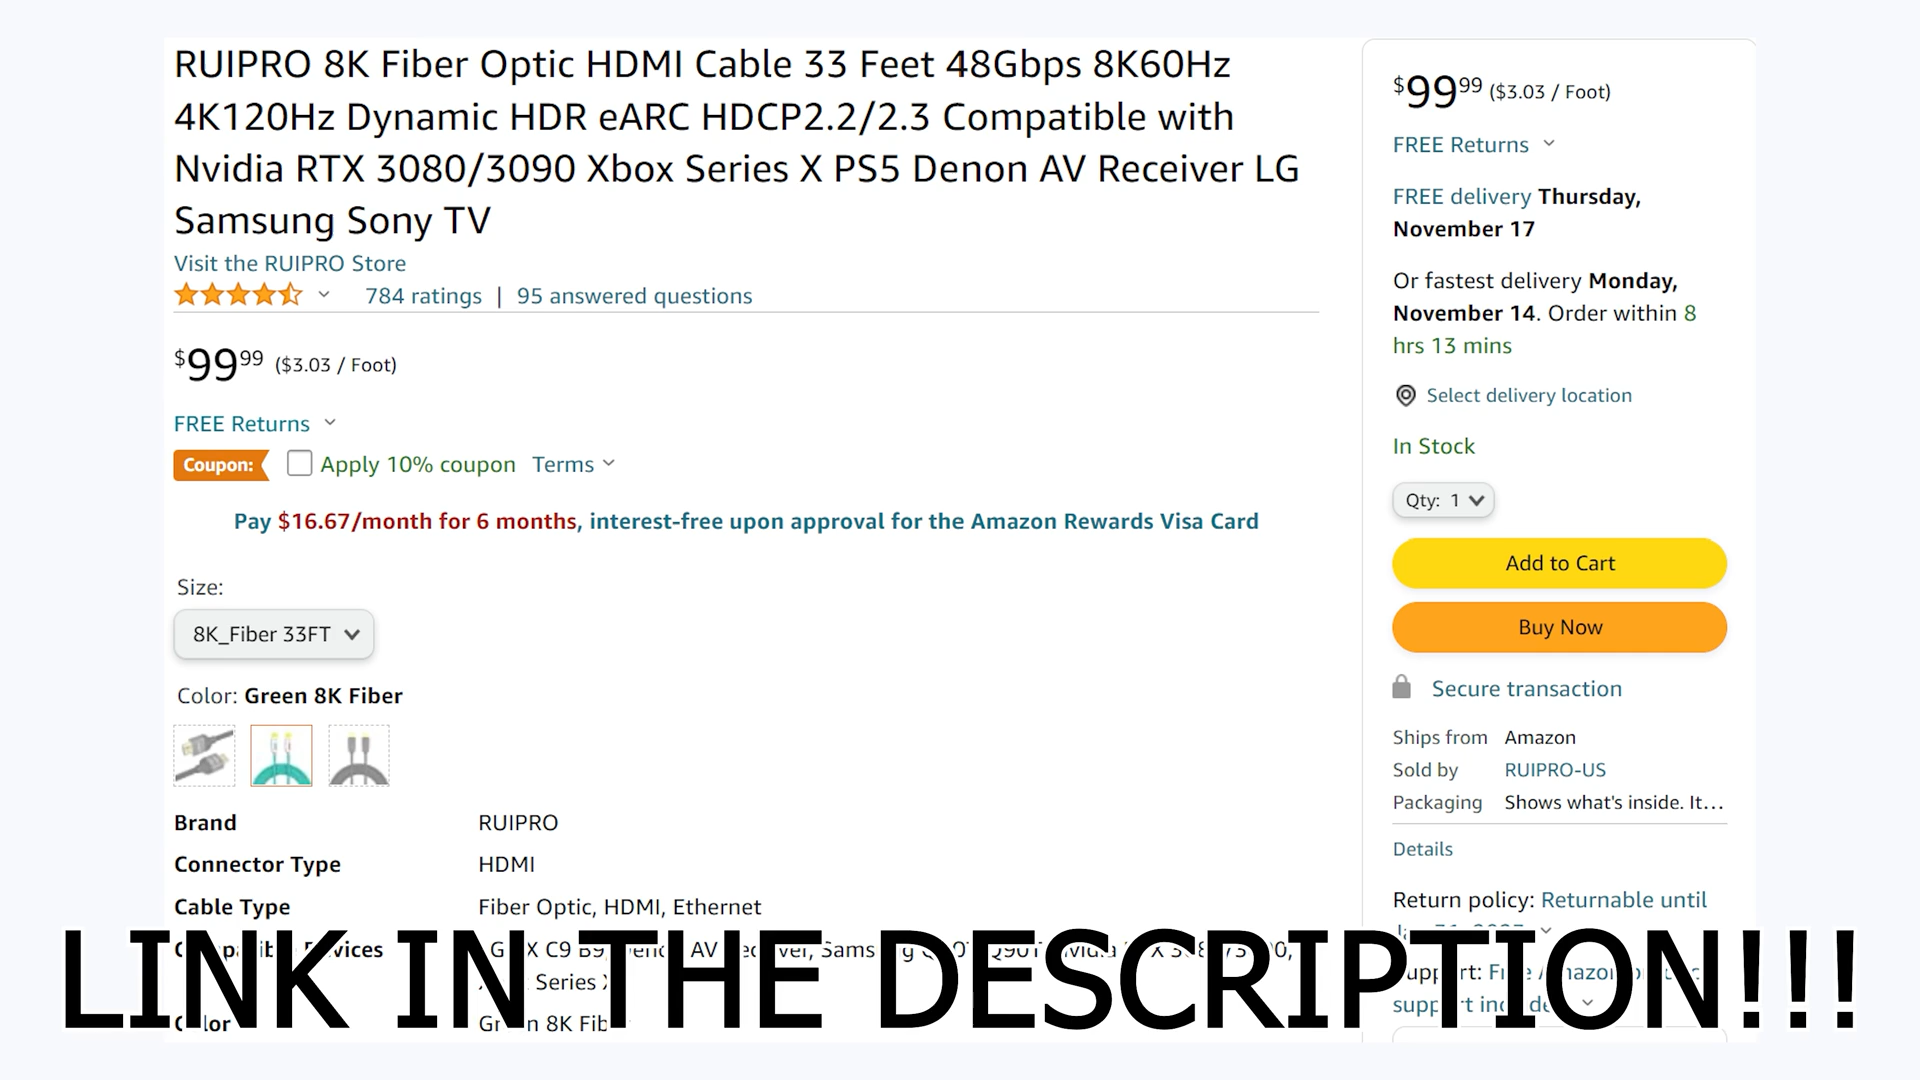 RUIPRO 8K Fiber Optic HDMI Cable 33 Feet 48Gbps 8K60Hz
4K120Hz Dynamic HDR eARC HDCP2.2/2.3 Compatible with
Nvidia RTX 3080/3090 Xbox Series X PS5 Denon AV Receiver LG
Samsung Sony TV
Visit the RUIPRO Store
784 ratings | 95 answered questions
$99 99 ($3.03 / Foot)
FREE Returns
Coupon: Apply 10% coupon Terms
Pay $16.67/month for 6 months, interest-free upon approval for the Amazon Rewards Visa Card
Size:
8K_Fiber 33FT
Color: Green 8K Fiber
Brand RUIPRO
Connector Type HDMI
Cable Type Fiber Optic, HDMI, Ethernet
C9 AV
Series
$99 99 ($3.03 / Foot)
FREE Returns
FREE delivery Thursday,
November 17
Or fastest delivery Monday,
November 14. Order within 8
hrs 13 mins
Select delivery location
In Stock
Qty: 1
Add to Cart
Buy Now
Secure transaction
Ships from Amazon
Sold by RUIPRO-US
Packaging Shows what's inside. It…
Details
Return policy: Returnable until
LINK IN THE DESCRIPTION!!!